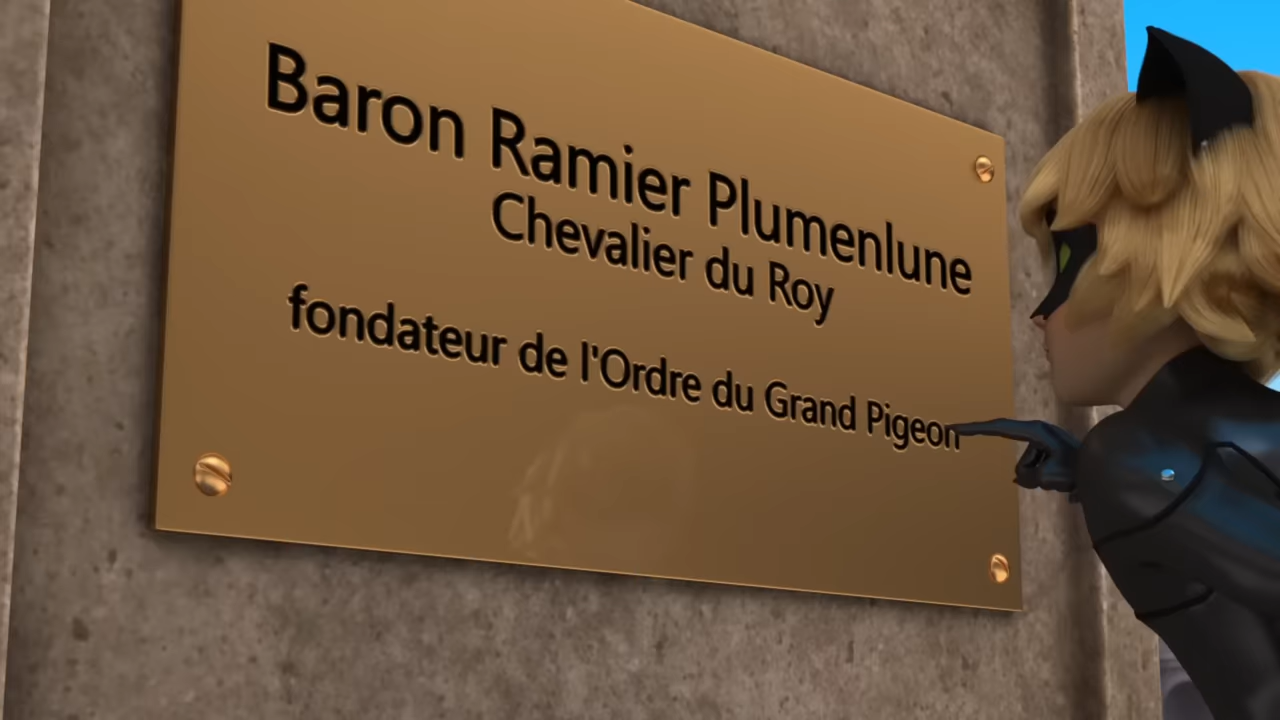 Baron Ramier Plumenlune
Chevalier du Roy
fondateur de l'Ordre du Grand Pigeon